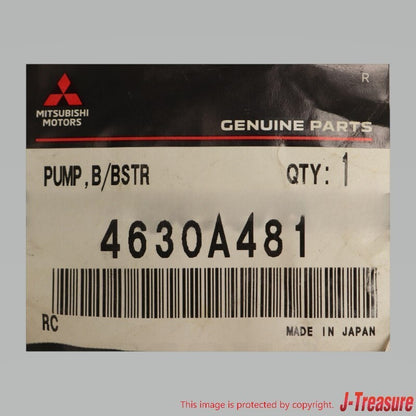 R
MITSUBISHI
MOTORS
GENUINE PARTS
PUMP,B/BSTR QTY: 1
4630A481
RC MADE IN JAPAN
This image is protected by copyright. J-Treasure